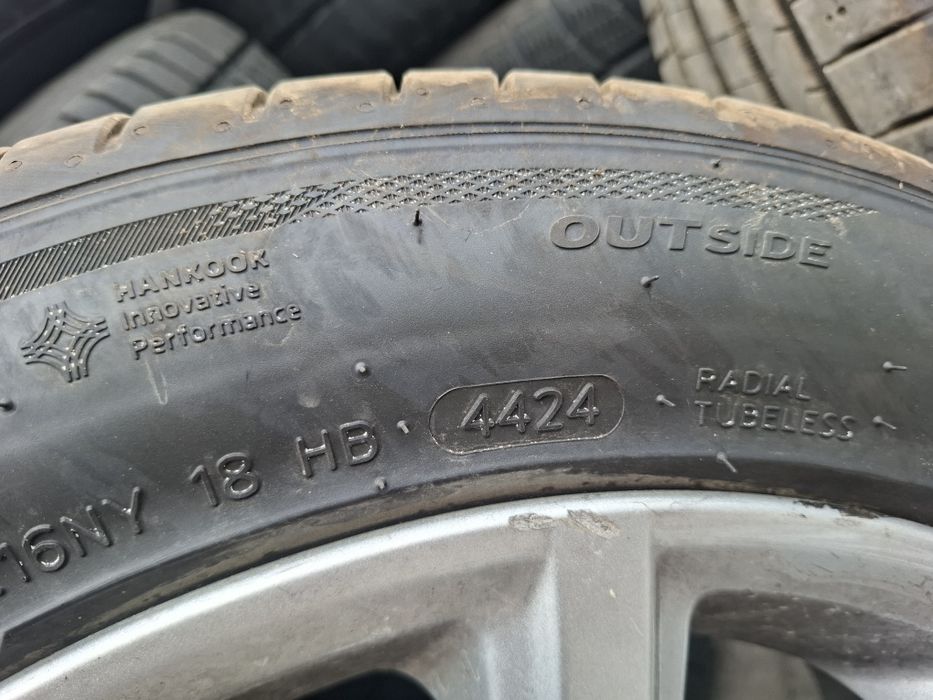 OUTSIDE
HANKOOK
Innovative
Performance
RADIAL
TUBELESS
16NY 18 HB 4424